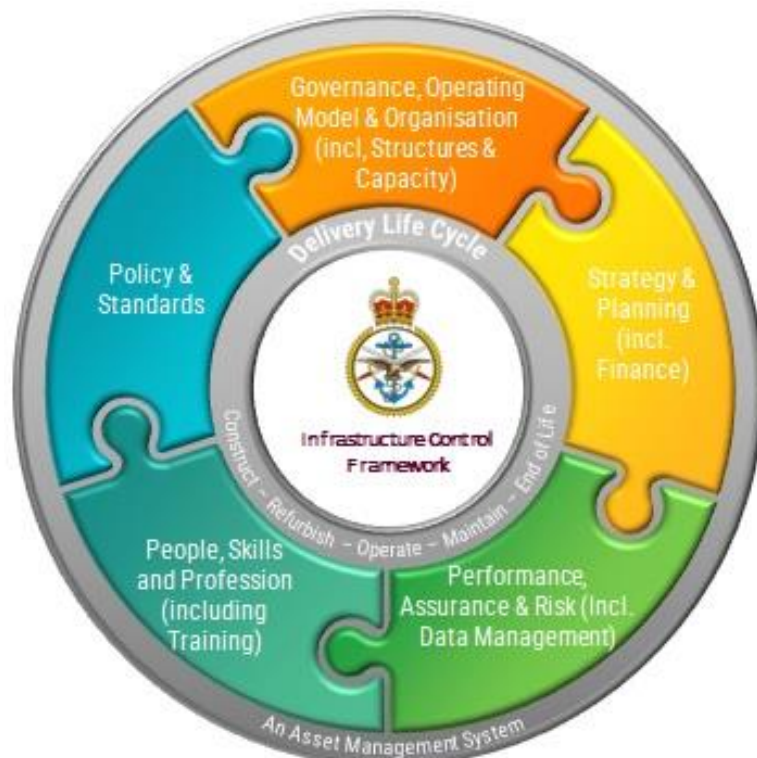 Governance, Operating
Model & Organisation
(incl, Structures &
Capacity)
Strategy &
Planning
(incl.
Finance)
Performance,
Assurance & Risk (Incl.
Data Management)
People, Skills
and Profession
(including
Training)
Policy &
Standards
Delivery Life Cycle
Infrastructure Control
Framework
Construct – Refurbish – Operate – Maintain – End of Life
An Asset Management System